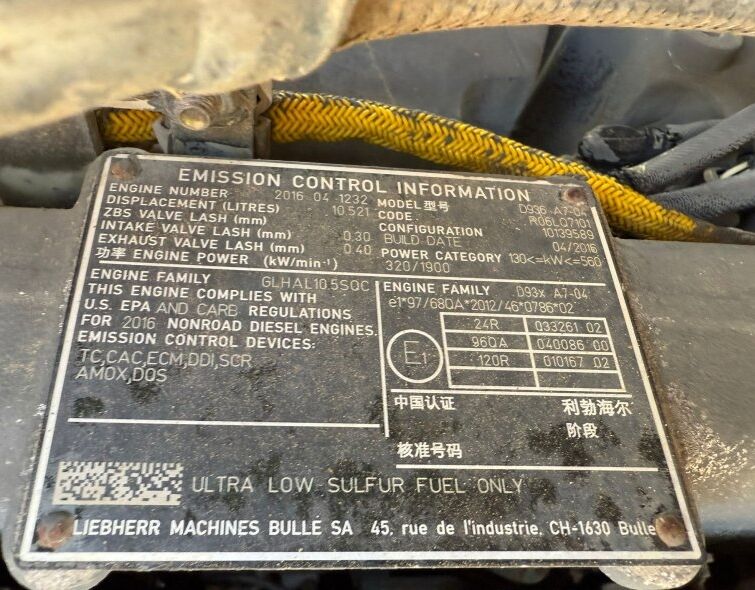 EMISSION CONTROL INFORMATION
ENGINE NUMBER 2016 04 1232
DISPLACEMENT (LITRES) 10.521
ZBS VALVE LASH (mm)
INTAKE VALVE LASH (mm) 0.30
EXHAUST VALVE LASH (mm) 0.40
功率 ENGINE POWER (kW/min-¹) 320/1900
MODEL 型号 D936 A7-04
CODE. R06LQ7101
CONFIGURATION 10139589
BUILD DATE 04/2016
POWER CATEGORY 130<=kW<=560
ENGINE FAMILY GLHAL10.5SQC
THIS ENGINE COMPLIES WITH
U.S. EPA AND CARB REGULATIONS
FOR 2016 NONROAD DIESEL ENGINES.
EMISSION CONTROL DEVICES:
TC,CAC,ECM,DDI,SCR
AMOX,DOS
ENGINE FAMILY D93x A7-04
e1*97/68QA*2012/46*0786*02
E1
24R 033261 02
96QA 040086 00
120R 010167 02
中国认证 利勃海尔
阶段
核准号码
ULTRA LOW SULFUR FUEL ONLY
LIEBHERR MACHINES BULLE SA 45, rue de l'industrie, CH-1630 Bulle